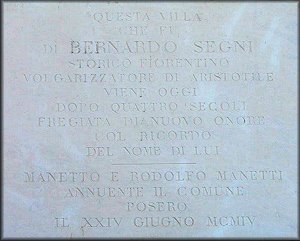 QUESTA VILLA
CHE FU
DI BERNARDO SEGNI
STORICO FIORENTINO
VOLGARIZZATORE DI ARISTOTILE
VIENE OGGI
DOPO QUATTRO SECOLI
FREGIATA DI NUOVO ONORE
COL RICORDO
DEL NOME DI LUI
MANETTO E RODOLFO MANETTI
ANNUENTE IL COMUNE
POSERO
IL XXIV GIUGNO MCMIV